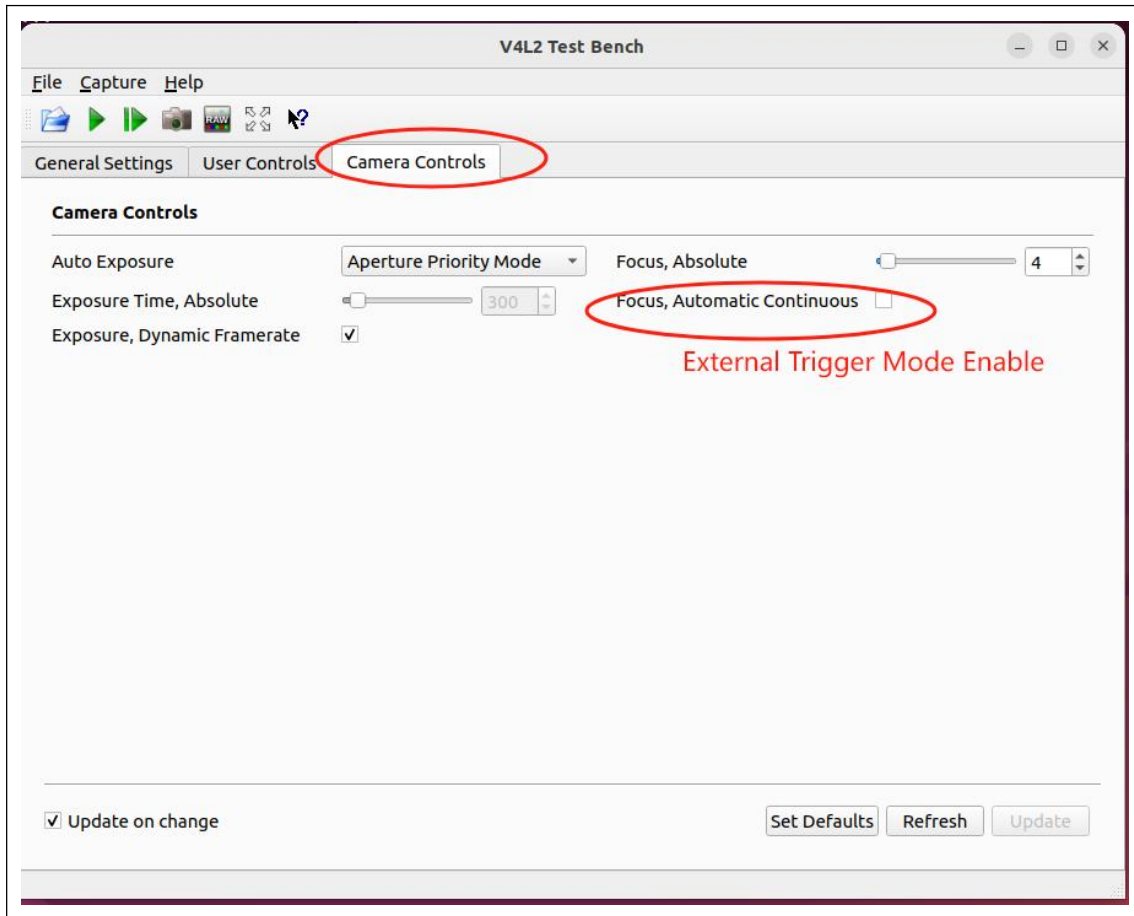 V4L2 Test Bench
File Capture Help
RAW
General Settings User Controls Camera Controls
Camera Controls
Auto Exposure Aperture Priority Mode Focus, Absolute 4
Exposure Time, Absolute 300 Focus, Automatic Continuous
Exposure, Dynamic Framerate
External Trigger Mode Enable
Update on change Set Defaults Refresh Update